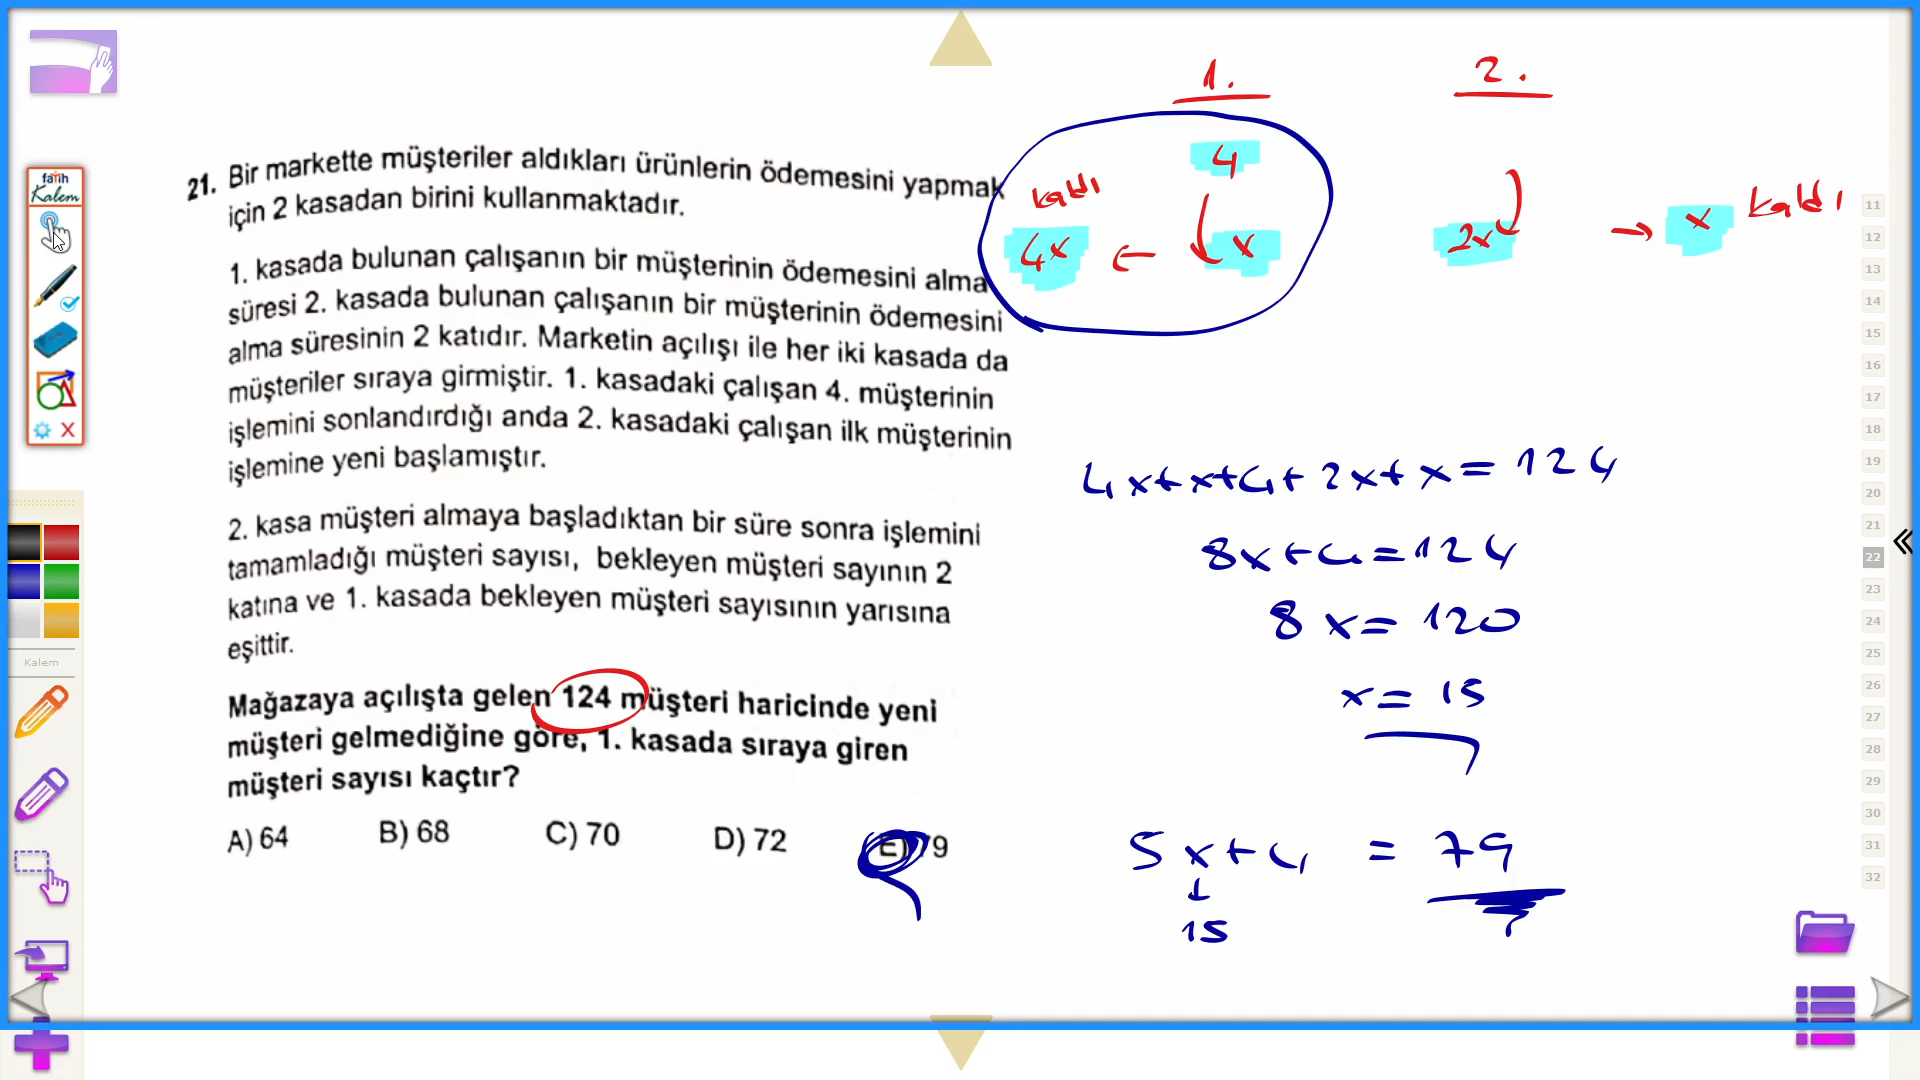 fatih
Kalem
21. Bir markette müşteriler aldıkları ürünlerin ödemesini yapmak
için 2 kasadan birini kullanmaktadır.
1. kasada bulunan çalışanın bir müşterinin ödemesini alma
süresi 2. kasada bulunan çalışanın bir müşterinin ödemesini
alma süresinin 2 katıdır. Marketin açılışı ile her iki kasada da
müşteriler sıraya girmiştir. 1. kasadaki çalışan 4. müşterinin
işlemini sonlandırdığı anda 2. kasadaki çalışan ilk müşterinin
işlemine yeni başlamıştır.
2. kasa müşteri almaya başladıktan bir süre sonra işlemini
tamamladığı müşteri sayısı, bekleyen müşteri sayının 2
katına ve 1. kasada bekleyen müşteri sayısının yarısına
eşittir.
Mağazaya açılışta gelen 124 müşteri haricinde yeni
müşteri gelmediğine göre, 1. kasada sıraya giren
müşteri sayısı kaçtır?
A) 64 B) 68 C) 70 D) 72 E) 79
1. 2.
4
kaldı
4x ← x 2x → x kaldı
4x+x+4+2x+x=124
8x+4=124
8x=120
x=15
5x+4=79
15
Kalem
11
12
13
14
15
16
17
18
19
20
21
22
23
24
25
26
27
28
29
30
31
32